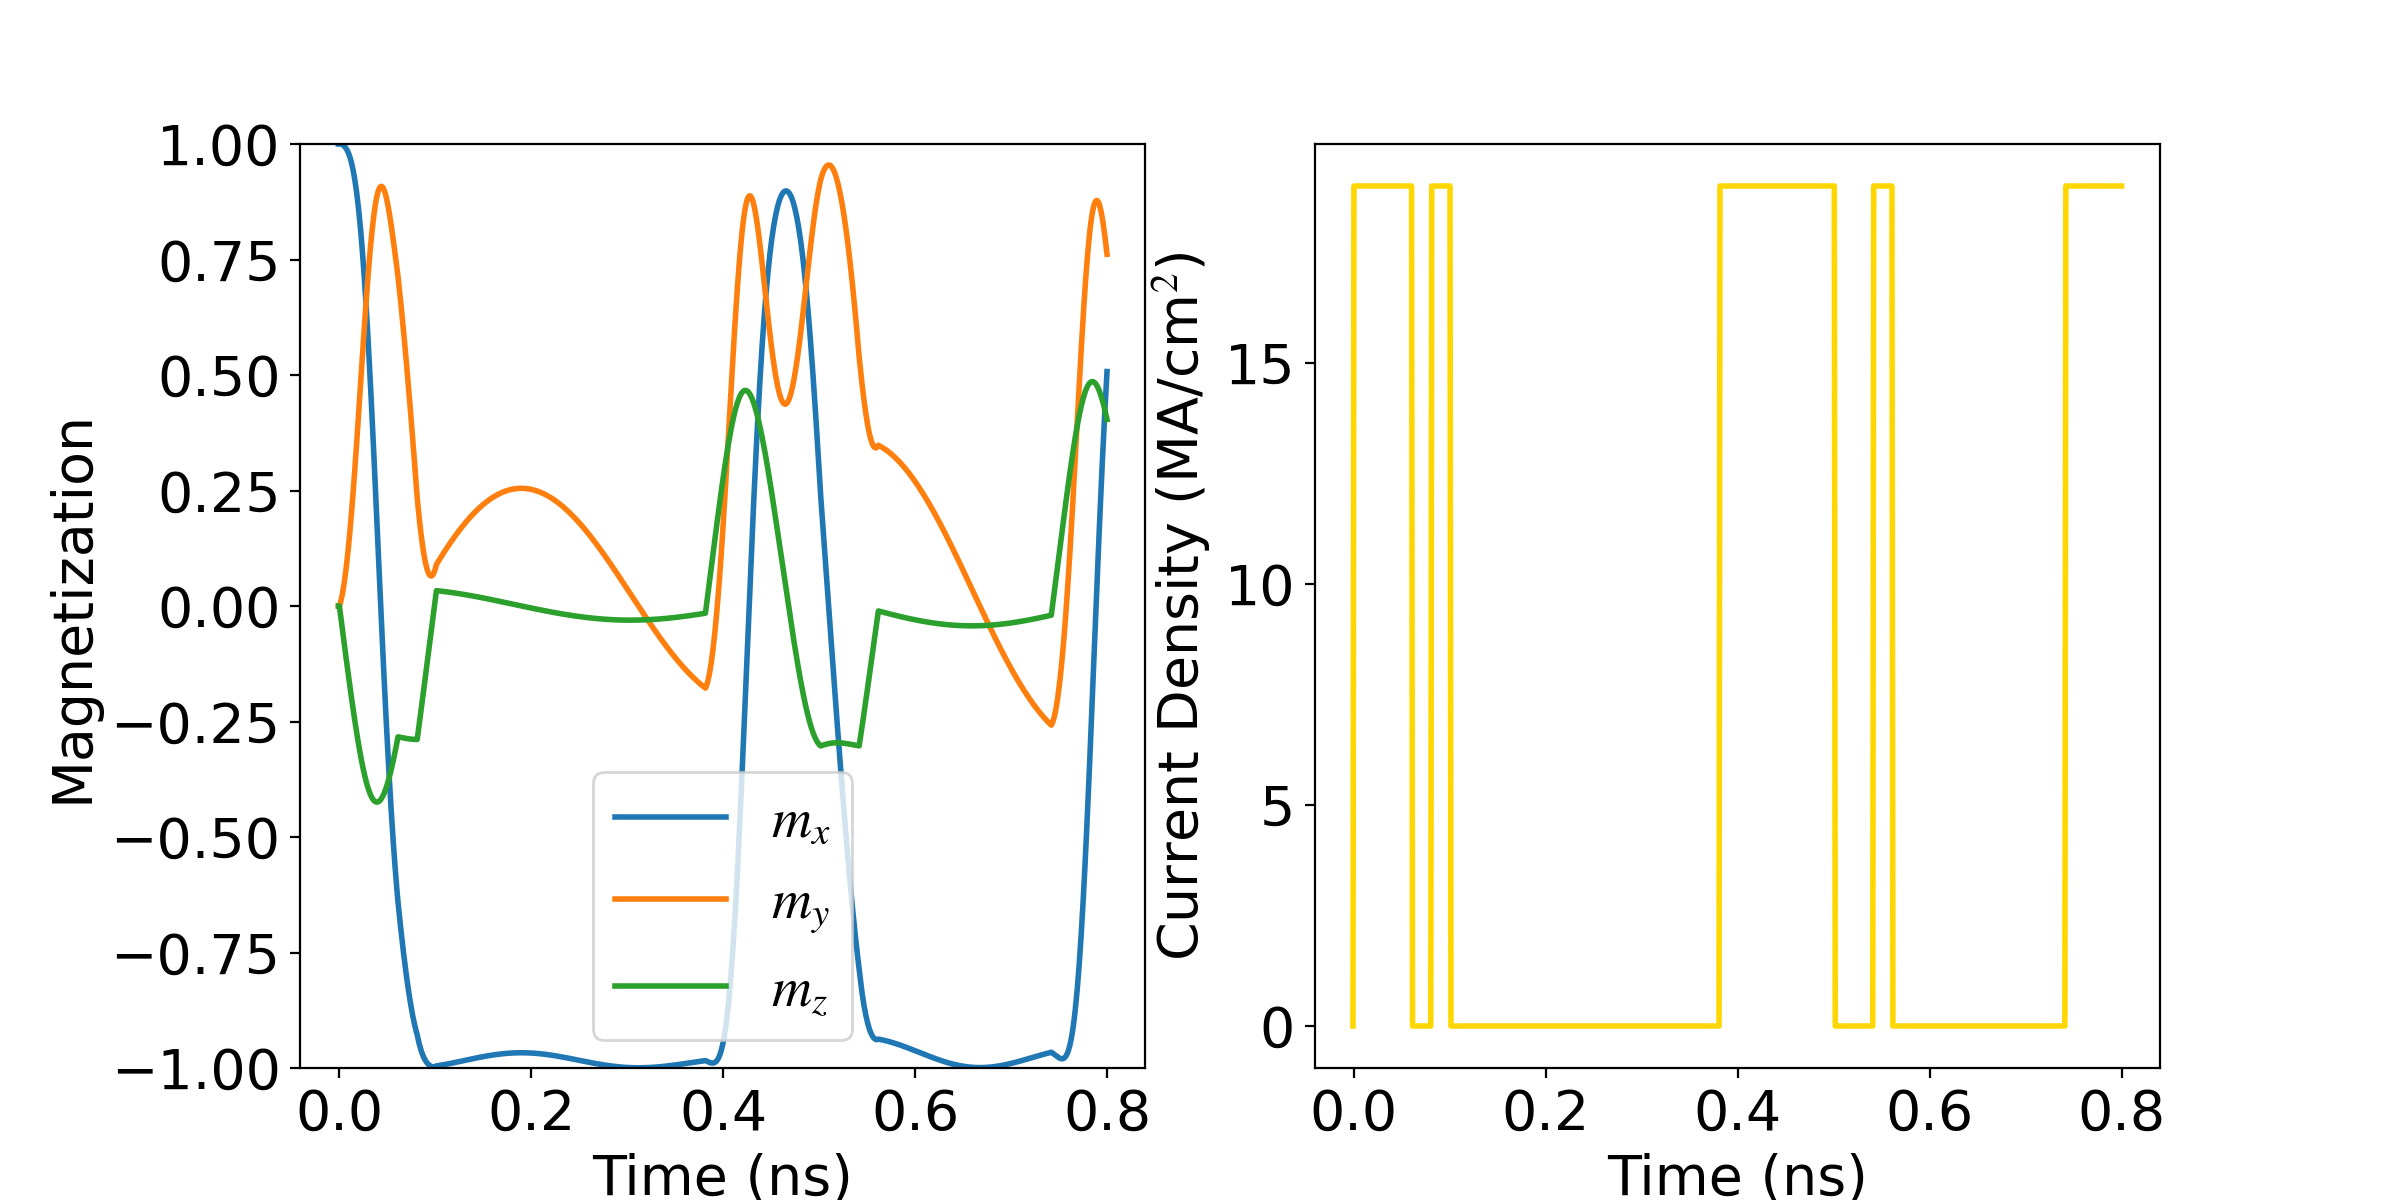 1.00
0.75
0.50
0.25
0.00
−0.25
−0.50
−0.75
−1.00
Magnetization
0.0 0.2 0.4 0.6 0.8
Time (ns)
m_x
m_y
m_z
Current Density (MA/cm²)
15
10
5
0
0.0 0.2 0.4 0.6 0.8
Time (ns)